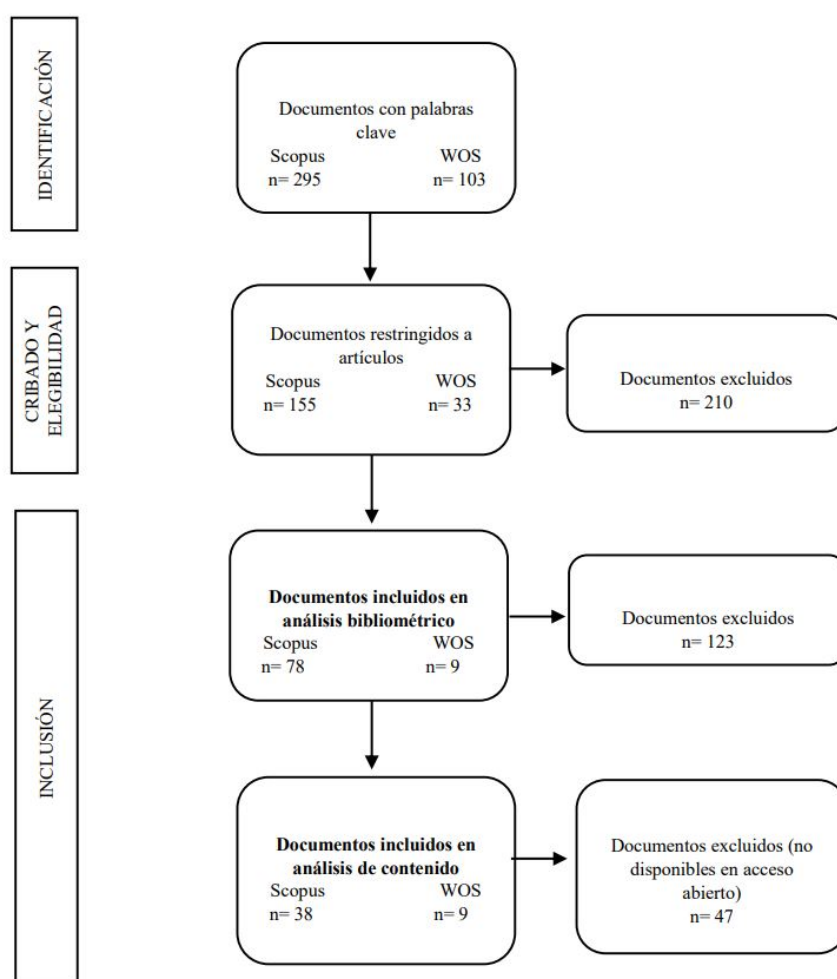 IDENTIFICACIÓN
Documentos con palabras
clave
Scopus WOS
n= 295 n= 103
CRIBADO Y
ELEGIBILIDAD
Documentos restringidos a
artículos
Scopus WOS
n= 155 n= 33
Documentos excluidos
n= 210
INCLUSIÓN
Documentos incluidos en
análisis bibliométrico
Scopus WOS
n= 78 n= 9
Documentos excluidos
n= 123
Documentos incluidos en
análisis de contenido
Scopus WOS
n= 38 n= 9
Documentos excluidos (no
disponibles en acceso
abierto)
n= 47